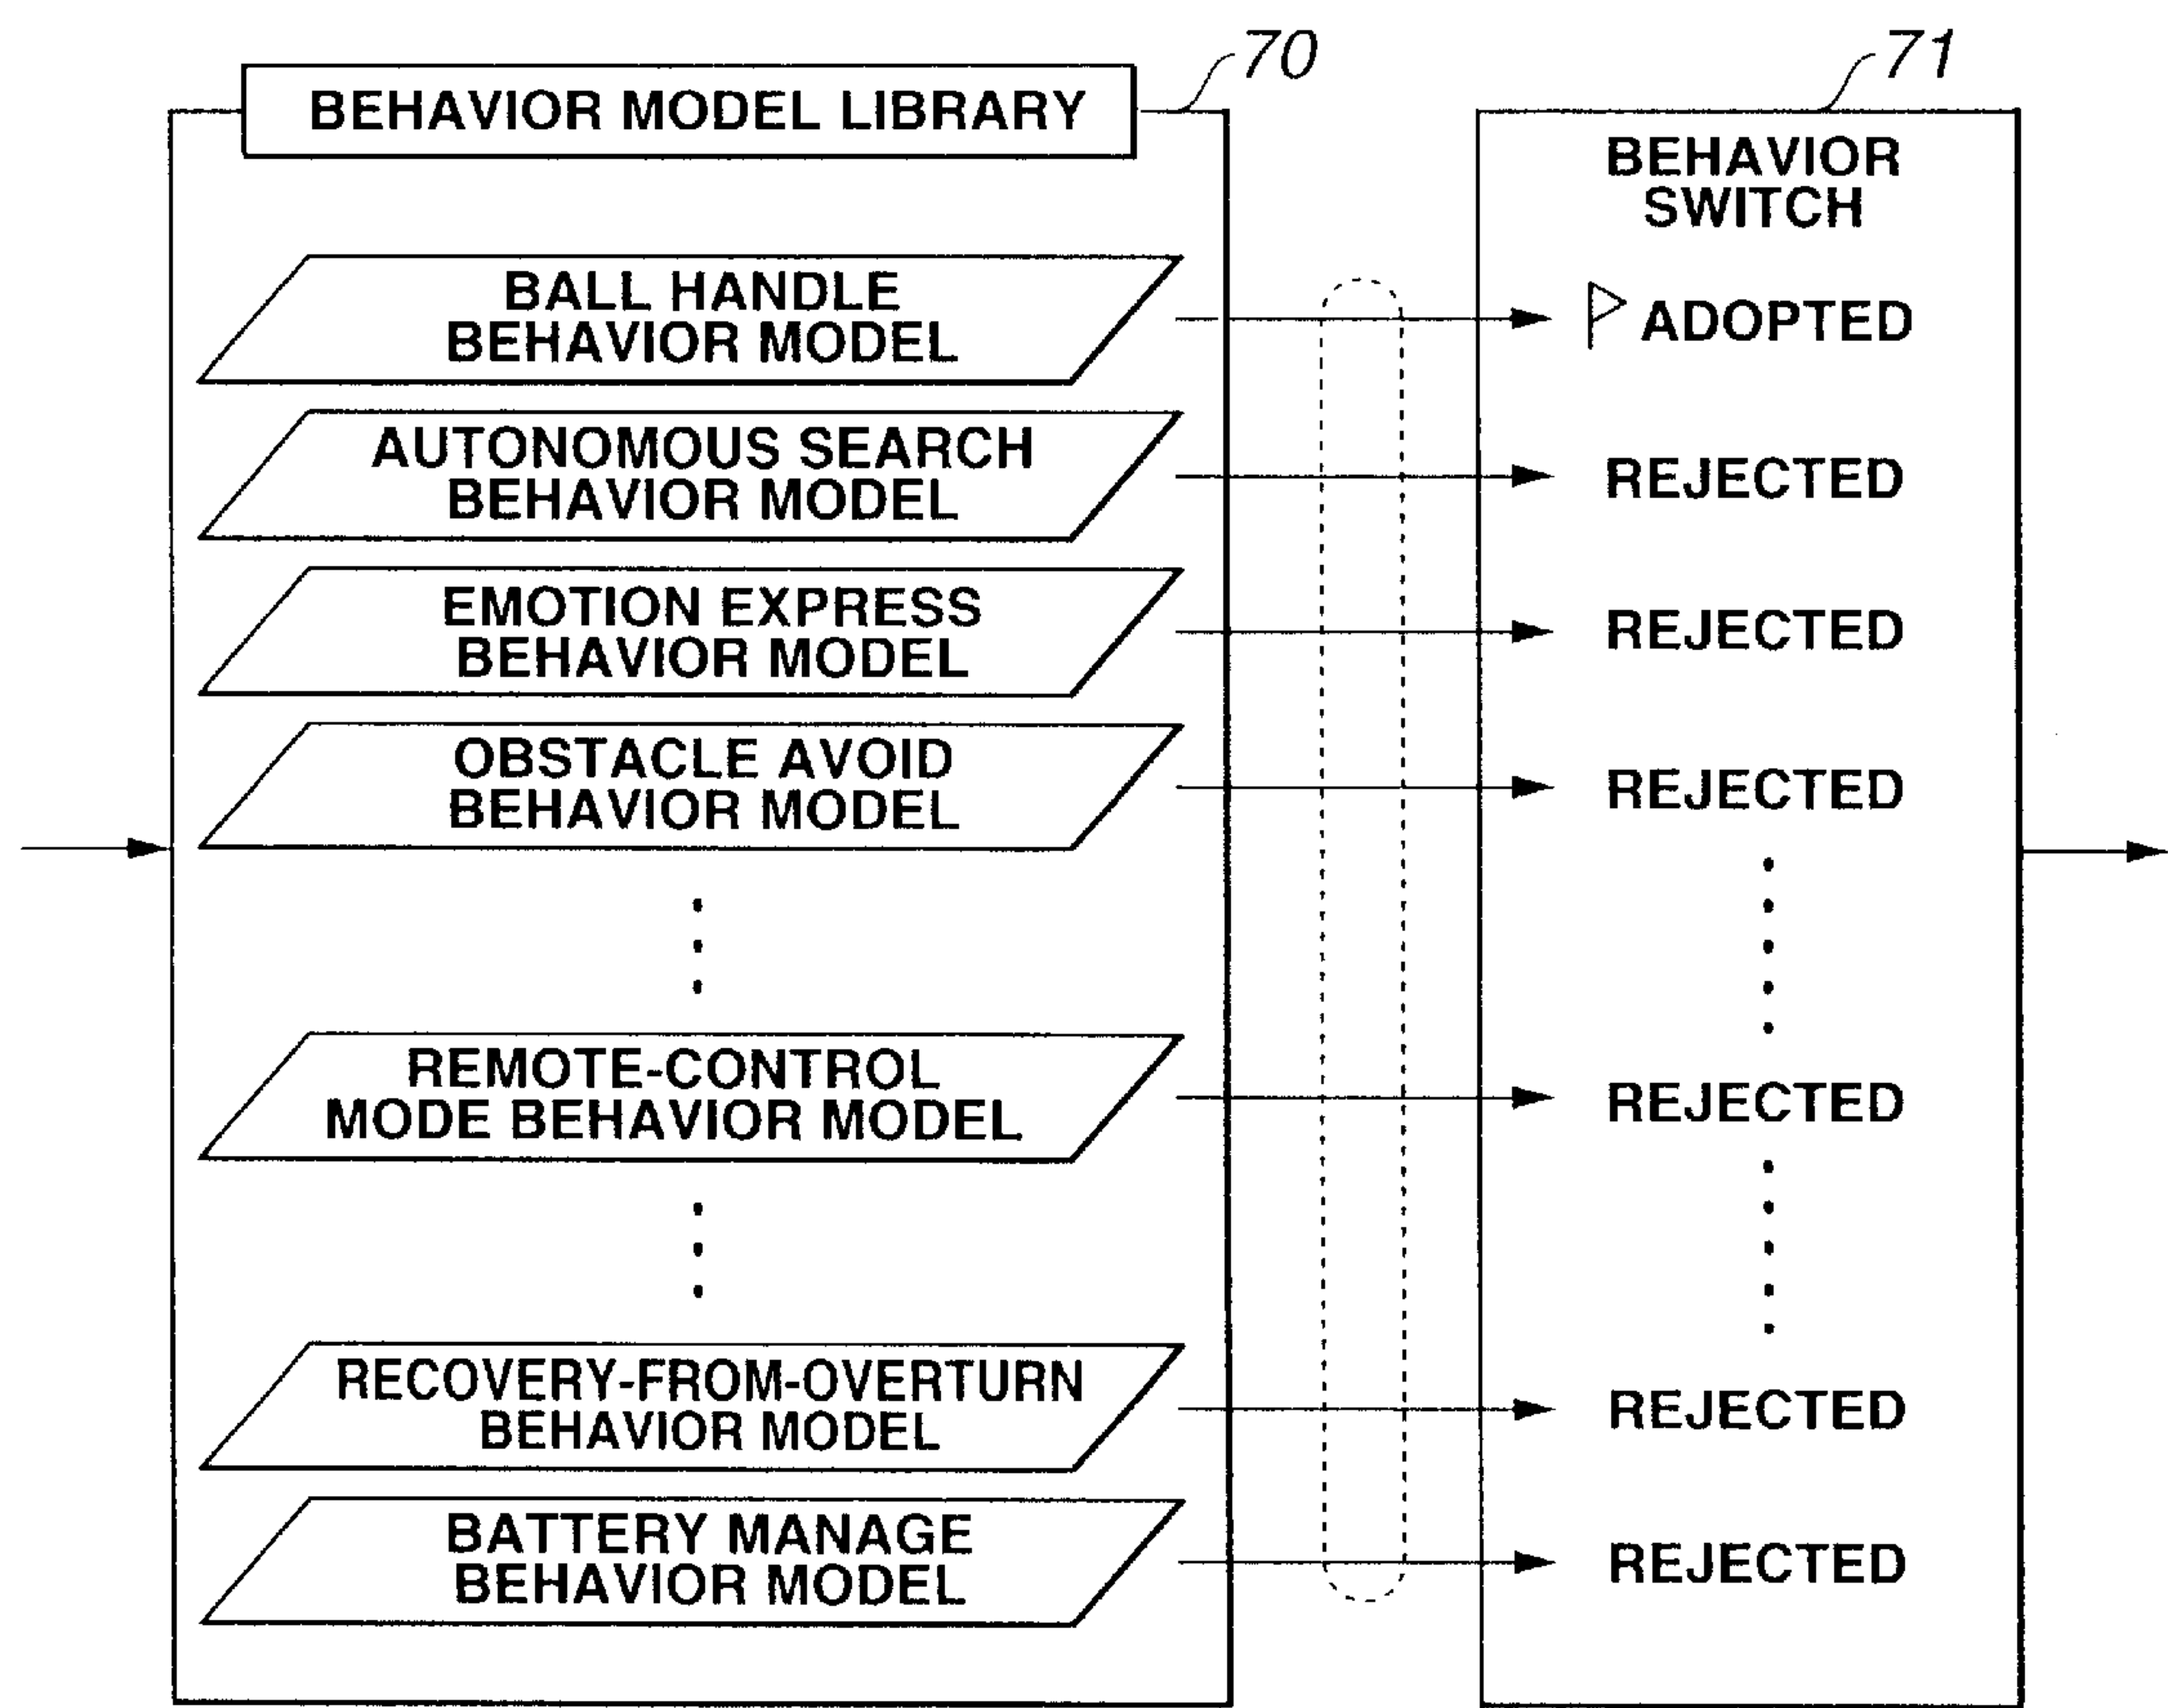 70
71
BEHAVIOR MODEL LIBRARY
BEHAVIOR
SWITCH
BALL HANDLE
BEHAVIOR MODEL
ADOPTED
AUTONOMOUS SEARCH
BEHAVIOR MODEL
REJECTED
EMOTION EXPRESS
BEHAVIOR MODEL
REJECTED
OBSTACLE AVOID
BEHAVIOR MODEL
REJECTED
REMOTE-CONTROL
MODE BEHAVIOR MODEL
REJECTED
RECOVERY-FROM-OVERTURN
BEHAVIOR MODEL
REJECTED
BATTERY MANAGE
BEHAVIOR MODEL
REJECTED